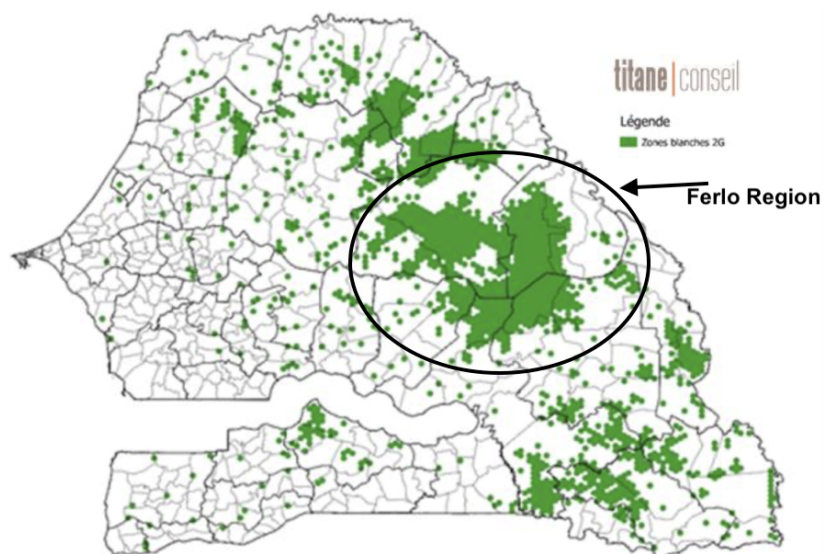 titane | conseil
Légende
Zones blanches 2G
Ferlo Region